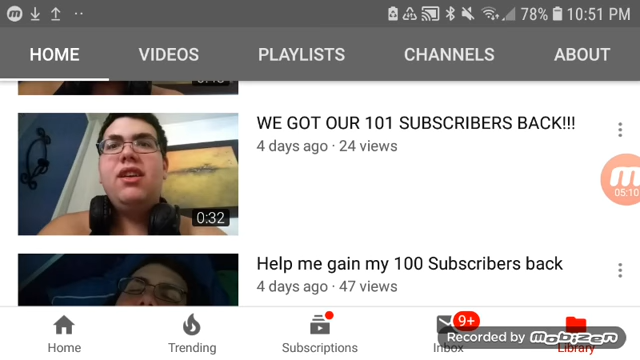 78% 10:51 PM
HOME VIDEOS PLAYLISTS CHANNELS ABOUT
WE GOT OUR 101 SUBSCRIBERS BACK!!!
4 days ago · 24 views
05:10
0:32
Help me gain my 100 Subscribers back
4 days ago · 47 views
9+
Recorded by Mobizen
Home Trending Subscriptions Inbox Library